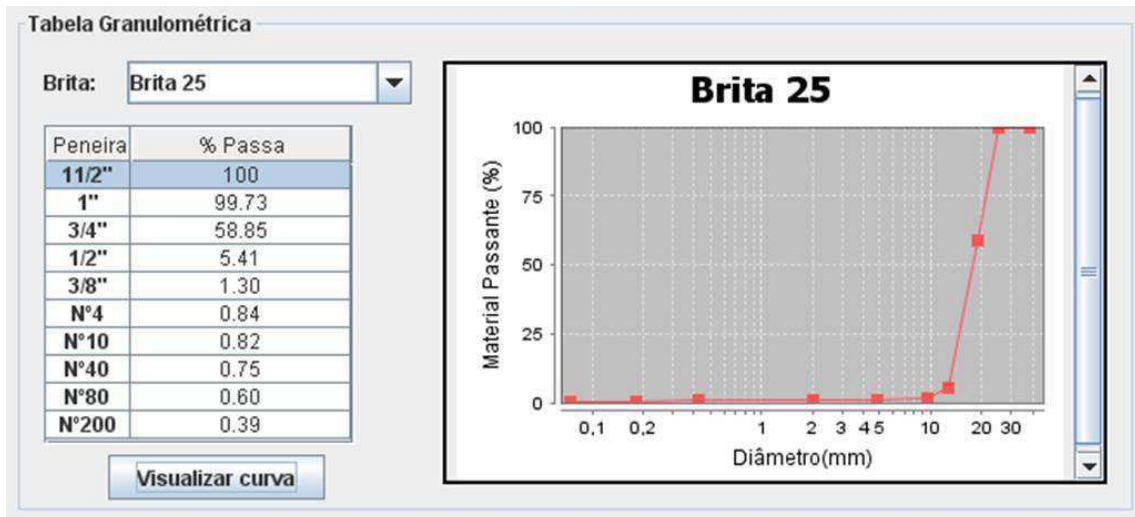 Tabela Granulométrica
Brita: Brita 25
Peneira % Passa
11/2" 100
1" 99.73
3/4" 58.85
1/2" 5.41
3/8" 1.30
N°4 0.84
N°10 0.82
N°40 0.75
N°80 0.60
N°200 0.39
Visualizar curva
Brita 25
Material Passante (%)
100
75
50
25
0
0,1 0,2 1 2 3 4 5 10 20 30
Diâmetro(mm)